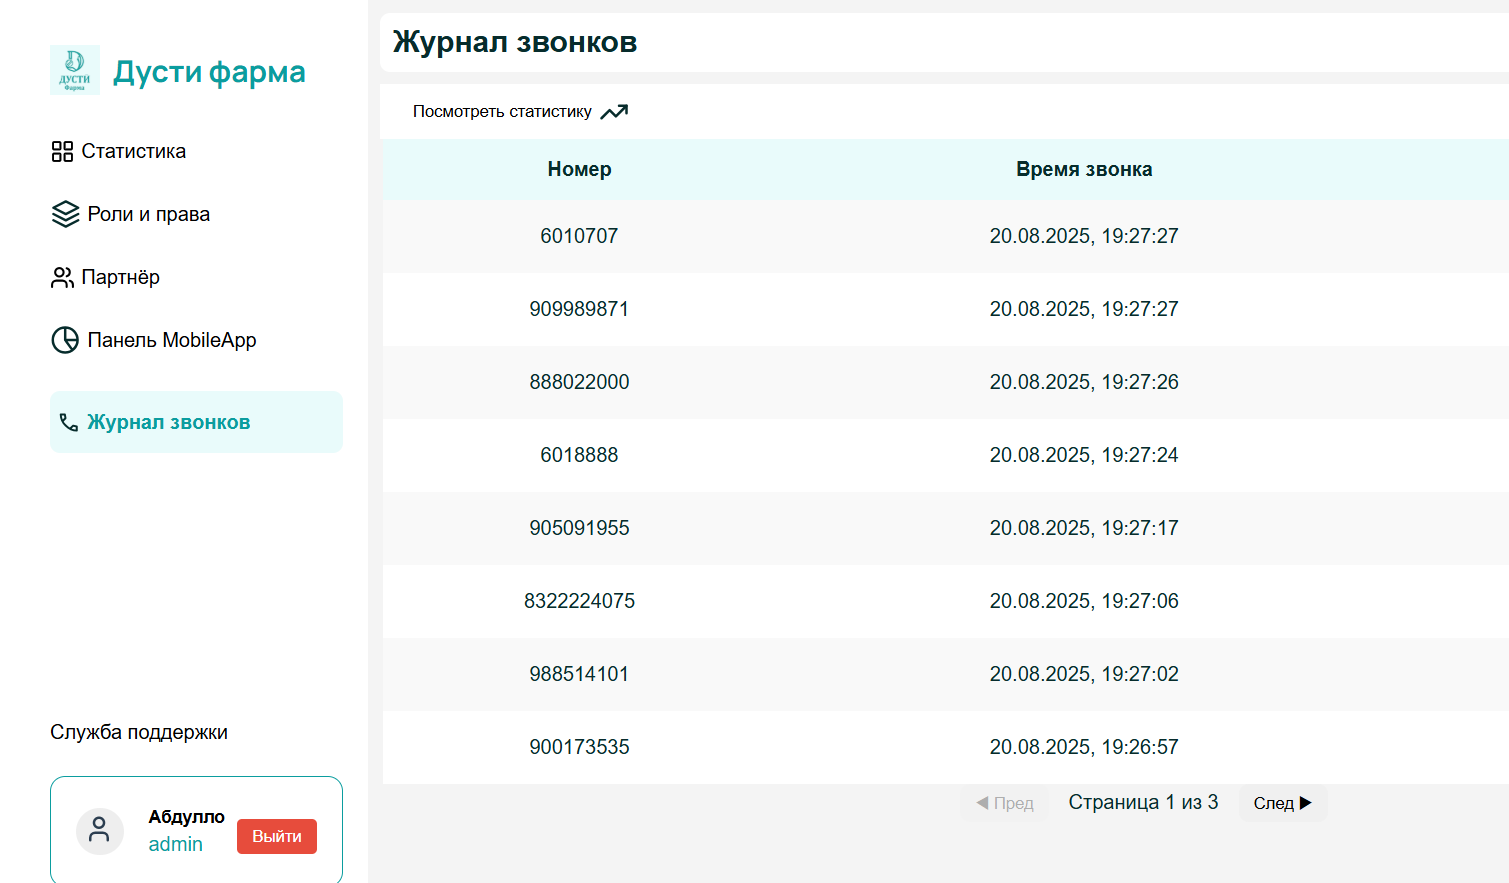 ДУСТИ
Фарма
Дусти фарма
Статистика
Роли и права
Партнёр
Панель MobileApp
Журнал звонков
Служба поддержки
Абдулло
admin
Выйти
Журнал звонков
Посмотреть статистику
Номер Время звонка
6010707 20.08.2025, 19:27:27
909989871 20.08.2025, 19:27:27
888022000 20.08.2025, 19:27:26
6018888 20.08.2025, 19:27:24
905091955 20.08.2025, 19:27:17
8322224075 20.08.2025, 19:27:06
988514101 20.08.2025, 19:27:02
900173535 20.08.2025, 19:26:57
◀ Пред Страница 1 из 3 След ▶